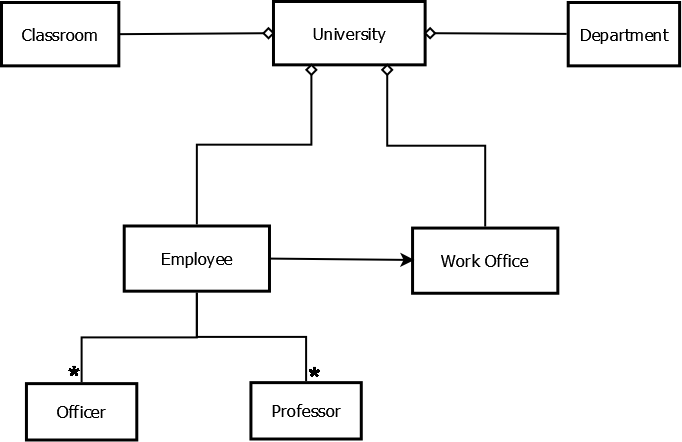 Classroom
University
Department
Employee
Work Office
*
*
Officer
Professor